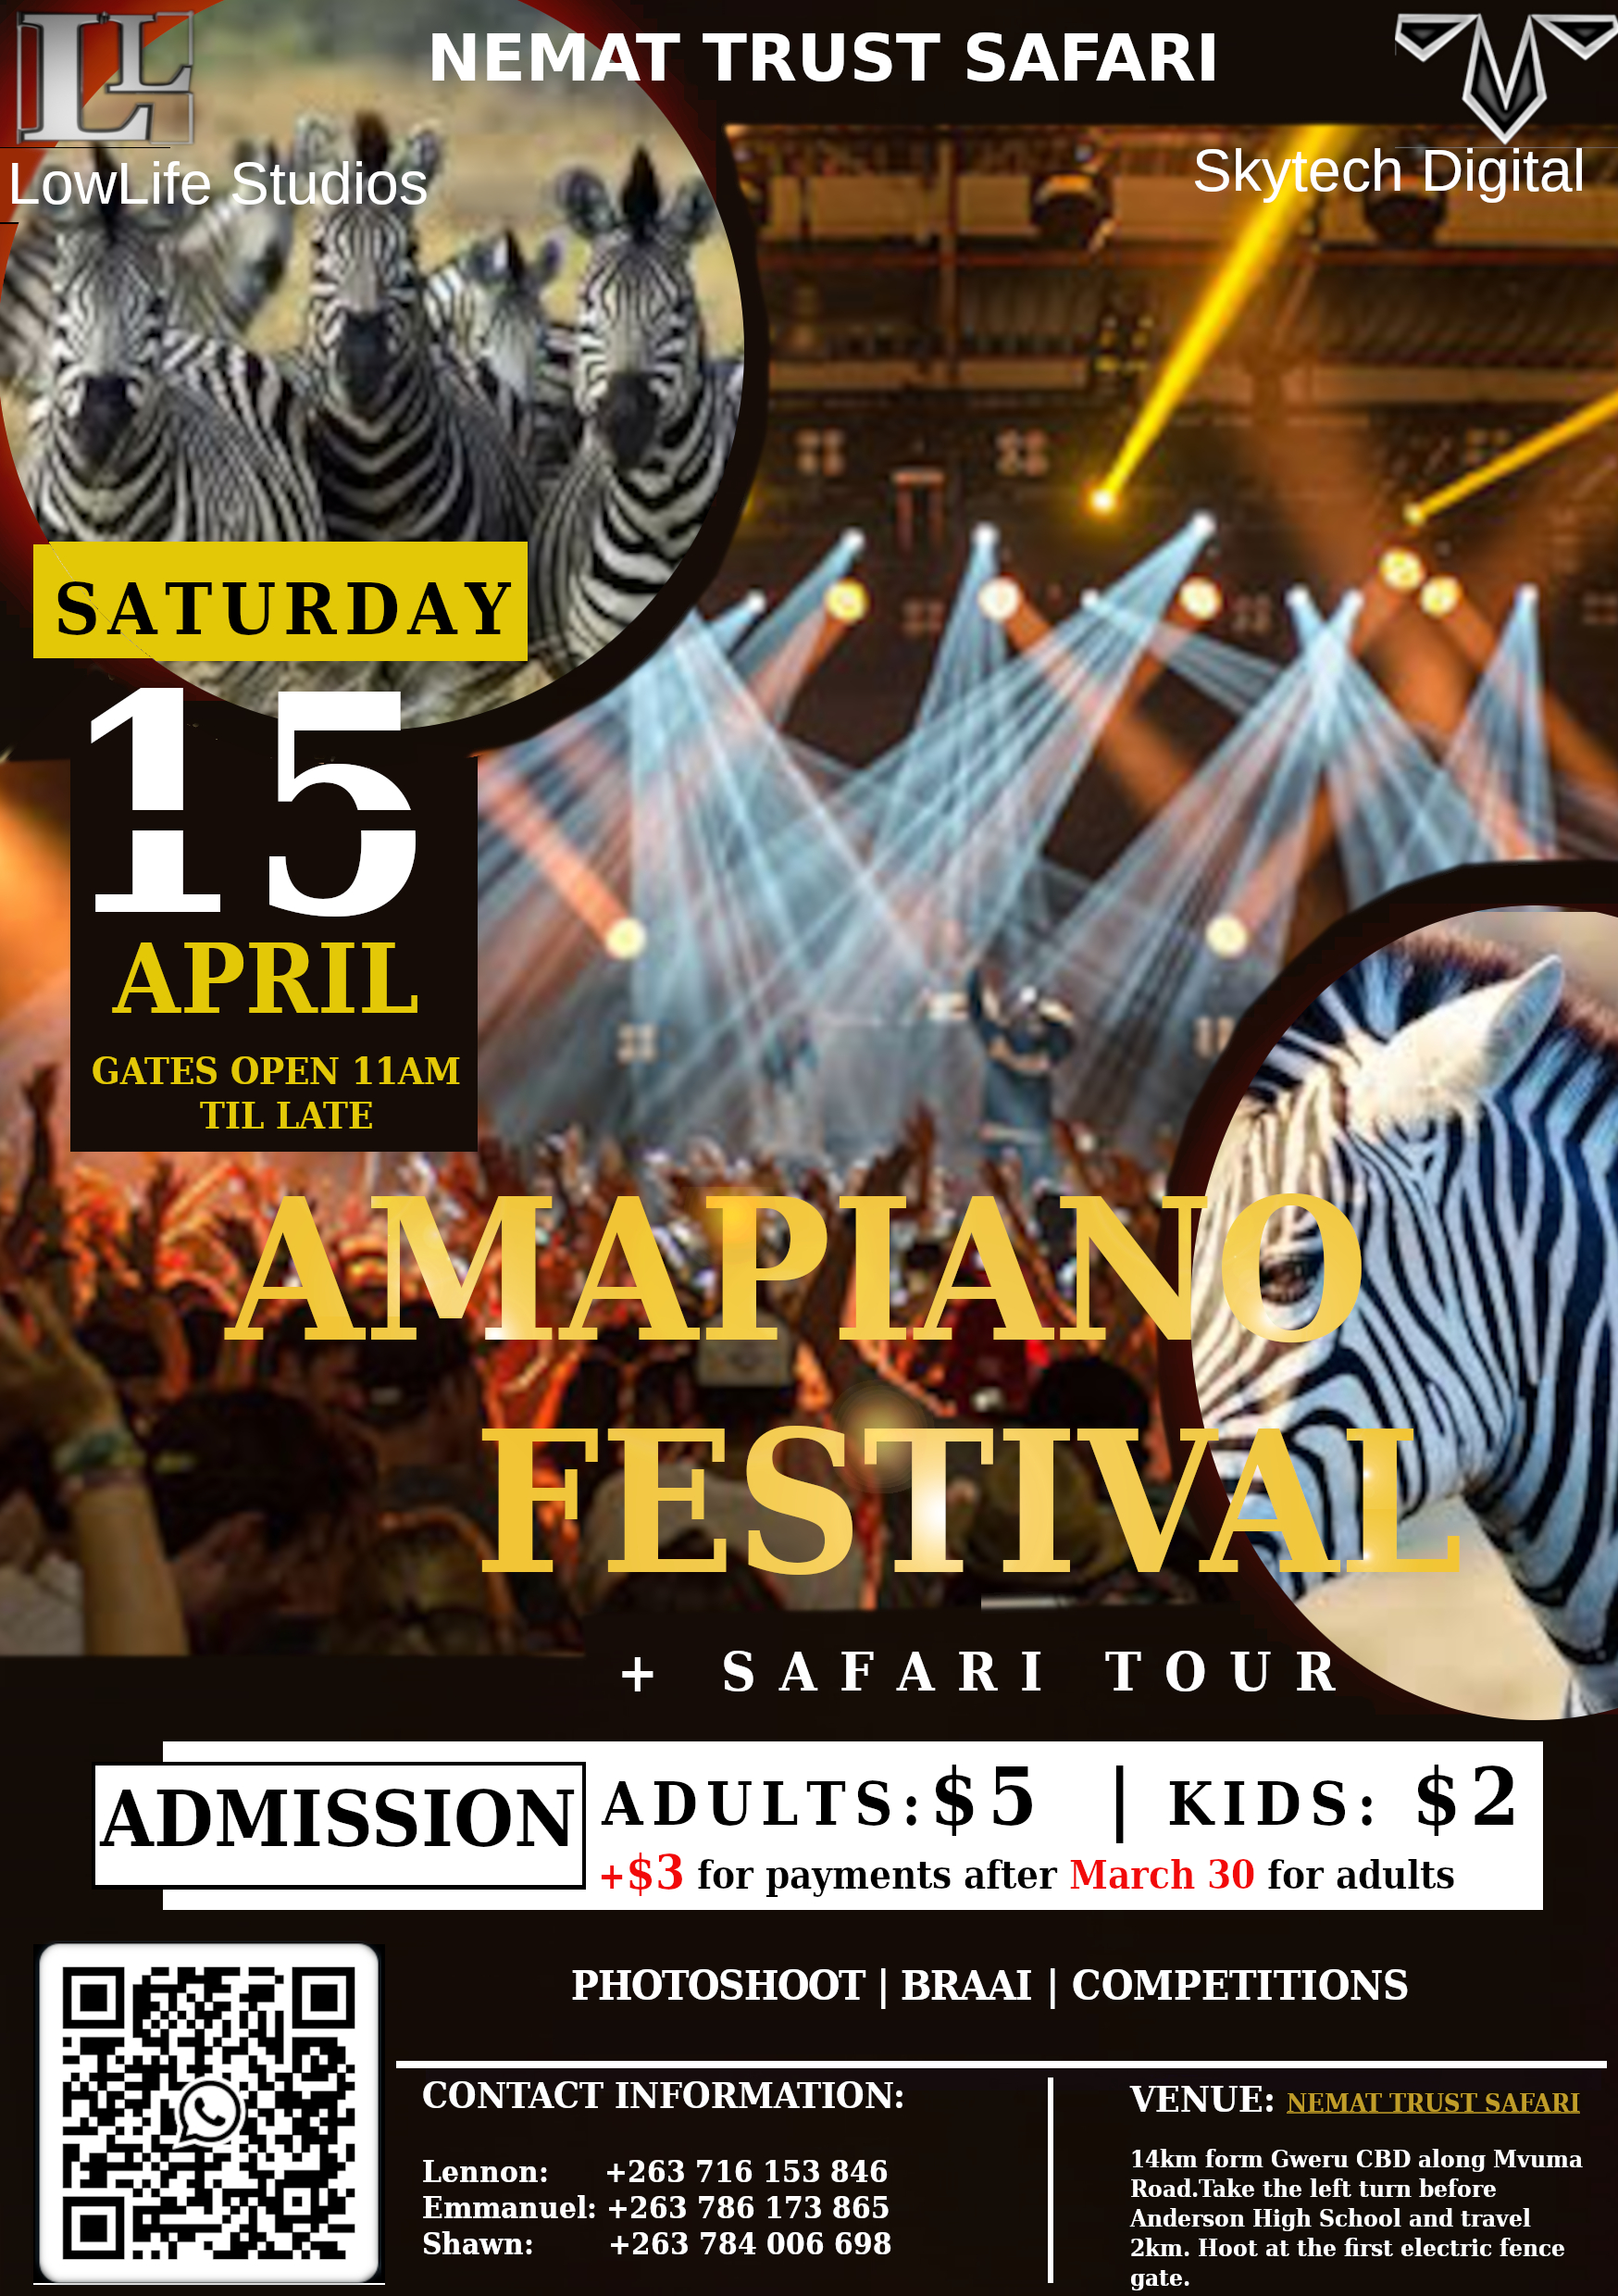 NEMAT TRUST SAFARI
LL
LowLife Studios
Skytech Digital
SATURDAY
15
APRIL
GATES OPEN 11AM
TIL LATE
AMAPIANO
FESTIVAL
+ SAFARI TOUR
ADMISSION
ADULTS:$5 | KIDS: $2
+$3 for payments after March 30 for adults
PHOTOSHOOT | BRAAI | COMPETITIONS
CONTACT INFORMATION:
Lennon: +263 716 153 846
Emmanuel: +263 786 173 865
Shawn: +263 784 006 698
VENUE: NEMAT TRUST SAFARI
14km form Gweru CBD along Mvuma
Road.Take the left turn before
Anderson High School and travel
2km. Hoot at the first electric fence
gate.